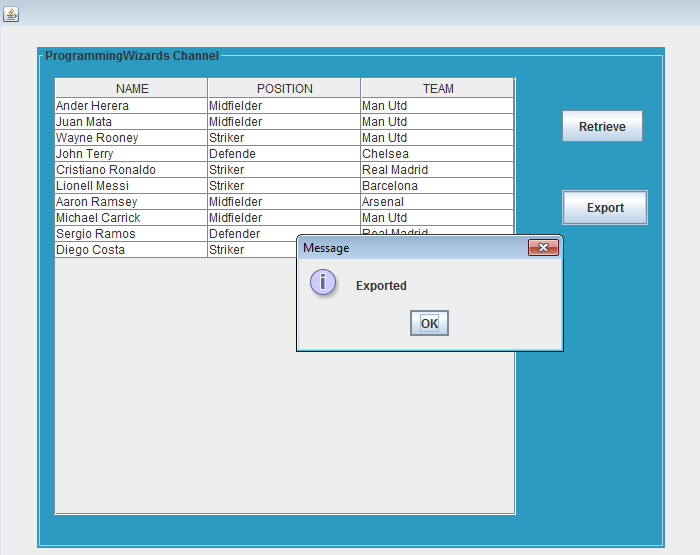 ProgrammingWizards Channel
NAME POSITION TEAM
Ander Herera Midfielder Man Utd
Juan Mata Midfielder Man Utd
Wayne Rooney Striker Man Utd
John Terry Defende Chelsea
Cristiano Ronaldo Striker Real Madrid
Lionell Messi Striker Barcelona
Aaron Ramsey Midfielder Arsenal
Michael Carrick Midfielder Man Utd
Sergio Ramos Defender Real Madrid
Diego Costa Striker
Retrieve
Export
Message
Exported
OK